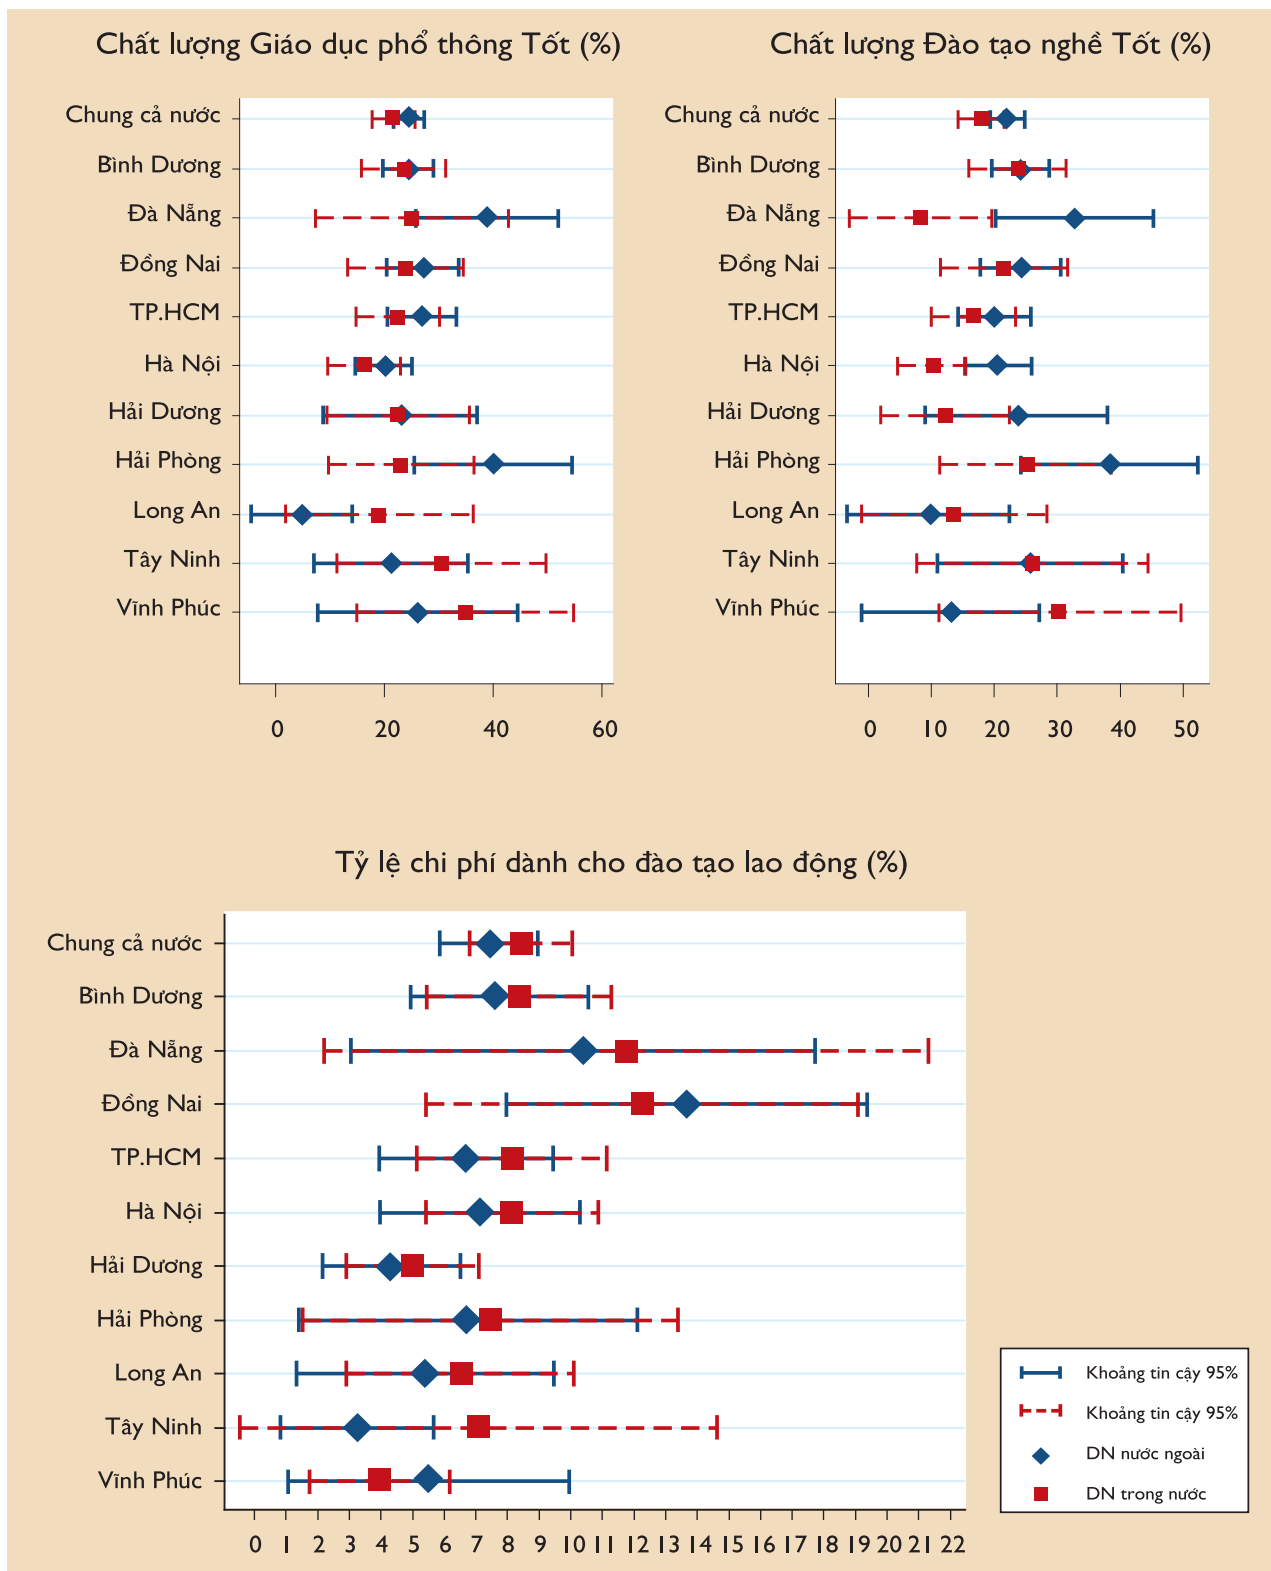 Chất lượng Giáo dục phổ thông Tốt (%)
Chung cả nước
Bình Dương
Đà Nẵng
Đồng Nai
TP.HCM
Hà Nội
Hải Dương
Hải Phòng
Long An
Tây Ninh
Vĩnh Phúc
0 20 40 60
Chất lượng Đào tạo nghề Tốt (%)
Chung cả nước
Bình Dương
Đà Nẵng
Đồng Nai
TP.HCM
Hà Nội
Hải Dương
Hải Phòng
Long An
Tây Ninh
Vĩnh Phúc
0 10 20 30 40 50
Tỷ lệ chi phí dành cho đào tạo lao động (%)
Chung cả nước
Bình Dương
Đà Nẵng
Đồng Nai
TP.HCM
Hà Nội
Hải Dương
Hải Phòng
Long An
Tây Ninh
Vĩnh Phúc
0 1 2 3 4 5 6 7 8 9 10 11 12 13 14 15 16 17 18 19 20 21 22
Khoảng tin cậy 95%
Khoảng tin cậy 95%
DN nước ngoài
DN trong nước